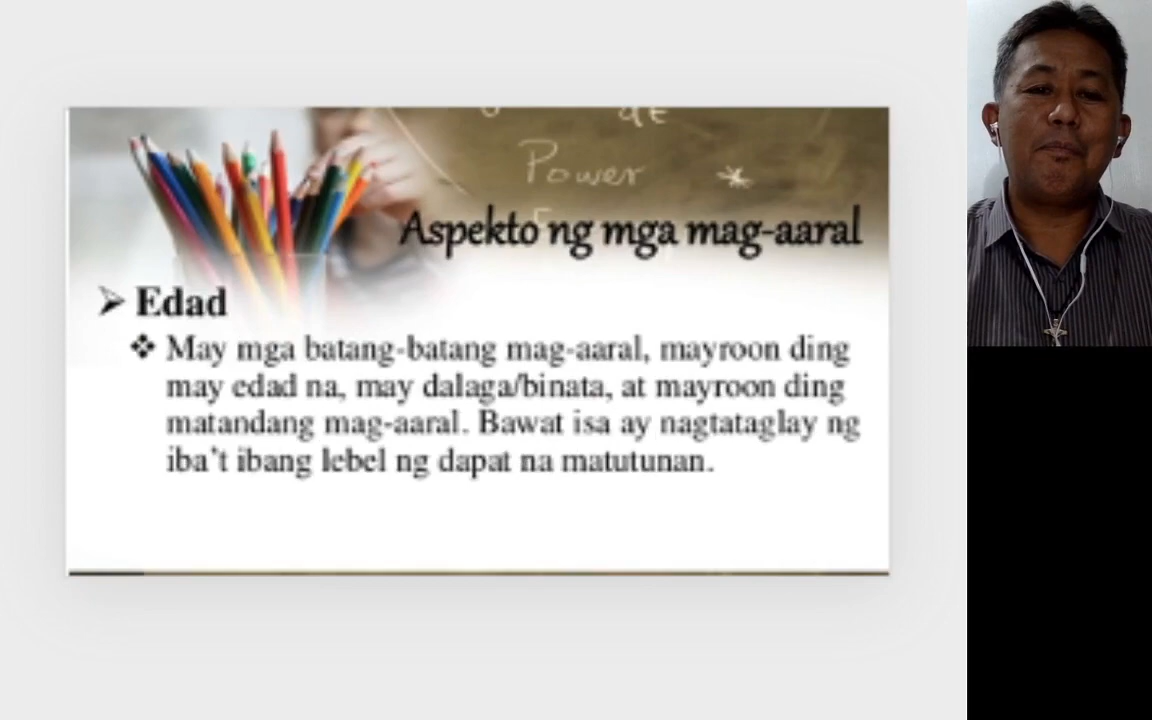 Power
Aspekto ng mga mag-aaral
Edad
May mga batang-batang mag-aaral, mayroon ding
may edad na, may dalaga/binata, at mayroon ding
matandang mag-aaral. Bawat isa ay nagtataglay ng
iba't ibang lebel ng dapat na matutunan.